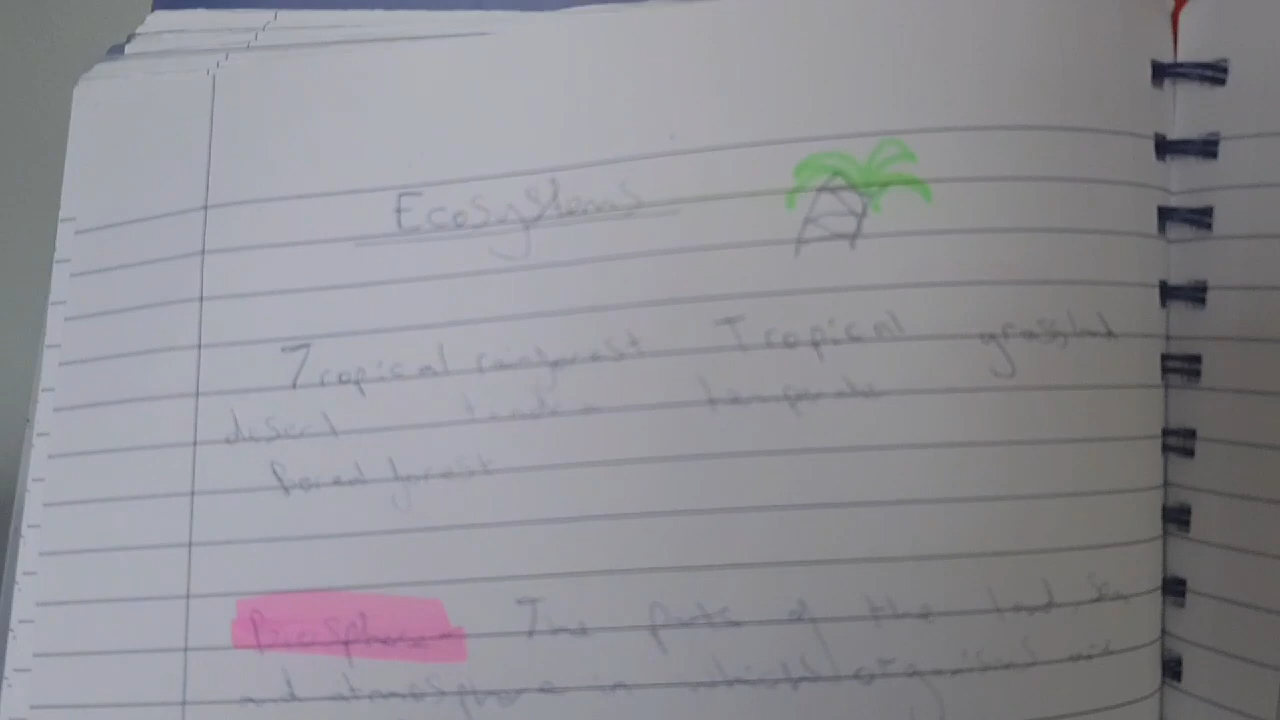 Ecosystems
Tropical rainforest Tropical grassland
desert tundra temperate
Boreal forest
Biosphere The parts of the land, sea
and atmosphere in which organisms